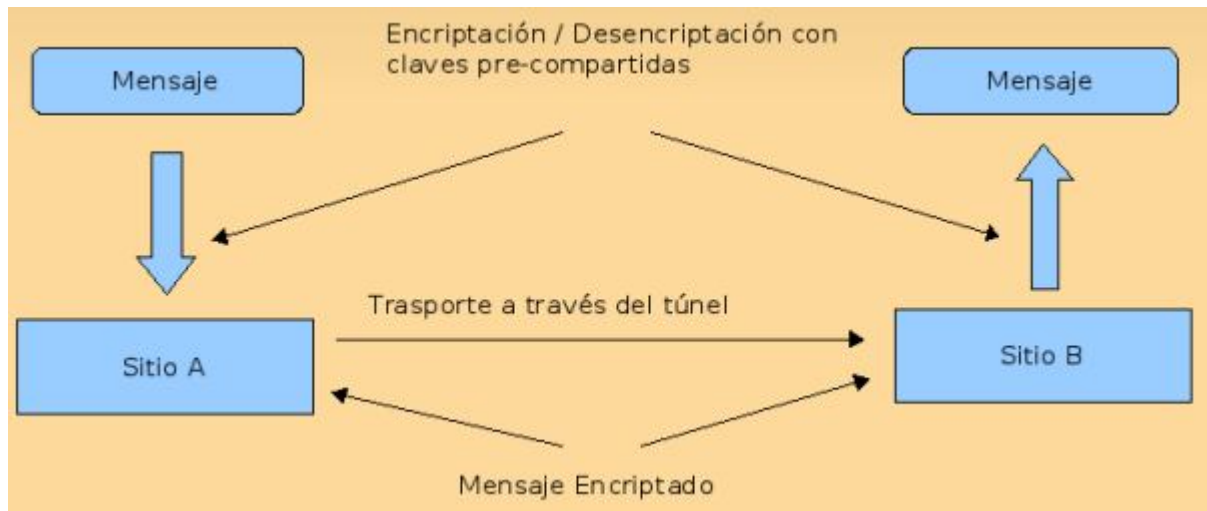 Encriptación / Desencriptación con
claves pre-compartidas
Mensaje
Mensaje
Trasporte a través del túnel
Sitio A
Sitio B
Mensaje Encriptado